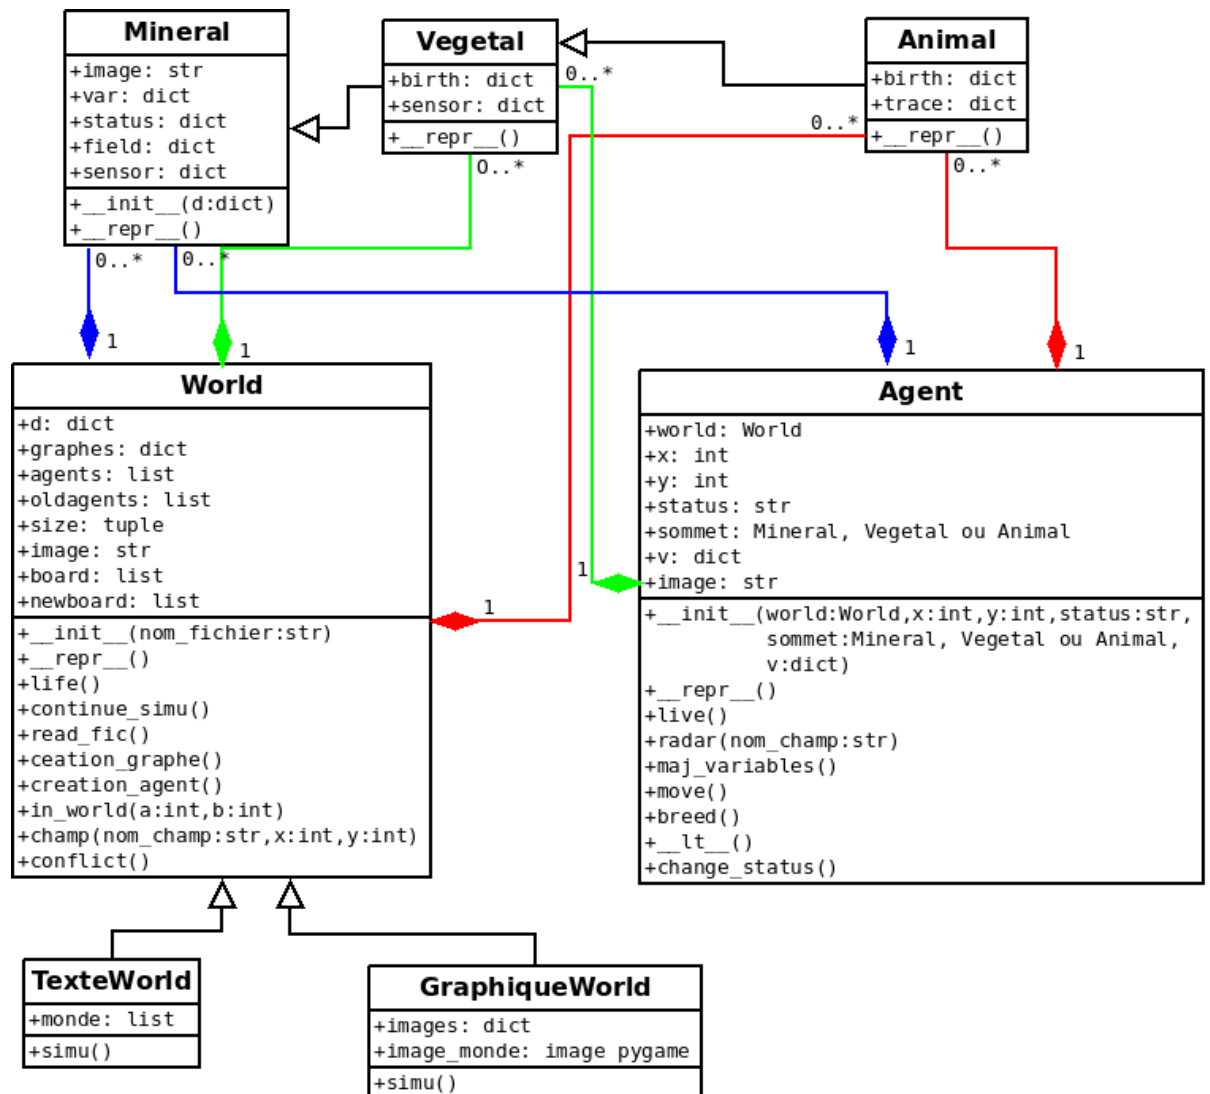 Mineral
+image: str
+var: dict
+status: dict
+field: dict
+sensor: dict
+__init__(d:dict)
+__repr__()
Vegetal
+birth: dict
+sensor: dict
+__repr__()
Animal
+birth: dict
+trace: dict
+__repr__()
0..*
0..*
0..*
0..*
0..*
0..*
1
1
1
1
1
1
World
+d: dict
+graphes: dict
+agents: list
+oldagents: list
+size: tuple
+image: str
+board: list
+newboard: list
+__init__(nom_fichier:str)
+__repr__()
+life()
+continue_simu()
+read_fic()
+ceation_graphe()
+creation_agent()
+in_world(a:int,b:int)
+champ(nom_champ:str,x:int,y:int)
+conflict()
Agent
+world: World
+x: int
+y: int
+status: str
+sommet: Mineral, Vegetal ou Animal
+v: dict
+image: str
+__init__(world:World,x:int,y:int,status:str,
sommet:Mineral, Vegetal ou Animal,
v:dict)
+__repr__()
+live()
+radar(nom_champ:str)
+maj_variables()
+move()
+breed()
+__lt__()
+change_status()
TexteWorld
+monde: list
+simu()
GraphiqueWorld
+images: dict
+image_monde: image pygame
+simu()